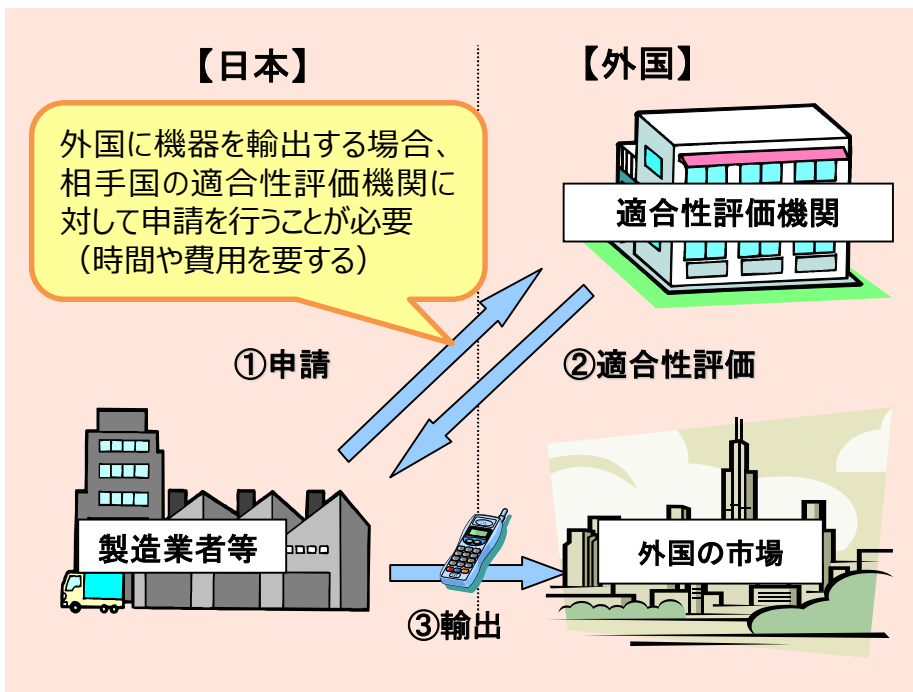 【日本】
【外国】
外国に機器を輸出する場合、
相手国の適合性評価機関に
対して申請を行うことが必要
（時間や費用を要する）
適合性評価機関
①申請
②適合性評価
製造業者等
外国の市場
③輸出